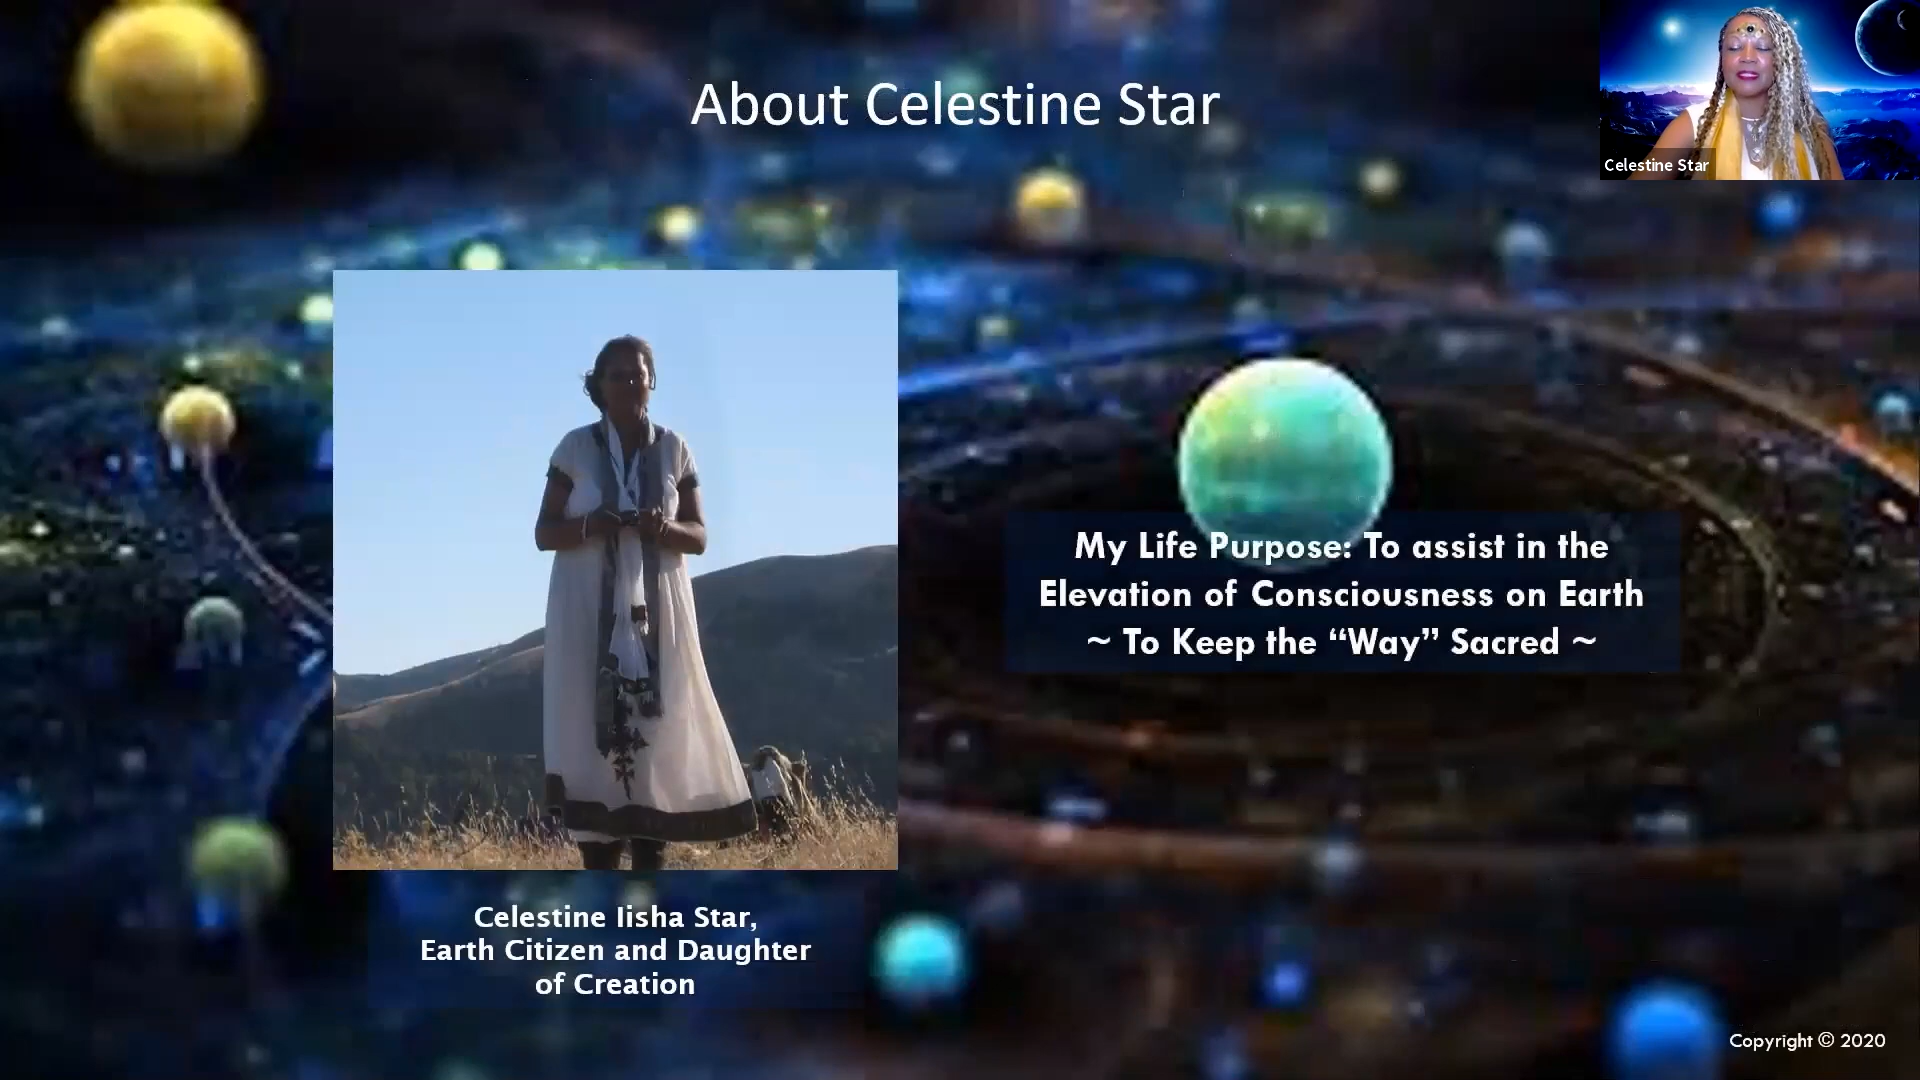 About Celestine Star
Celestine Star
My Life Purpose: To assist in the
Elevation of Consciousness on Earth
~ To Keep the “Way” Sacred ~
Celestine Iisha Star,
Earth Citizen and Daughter
of Creation
Copyright © 2020